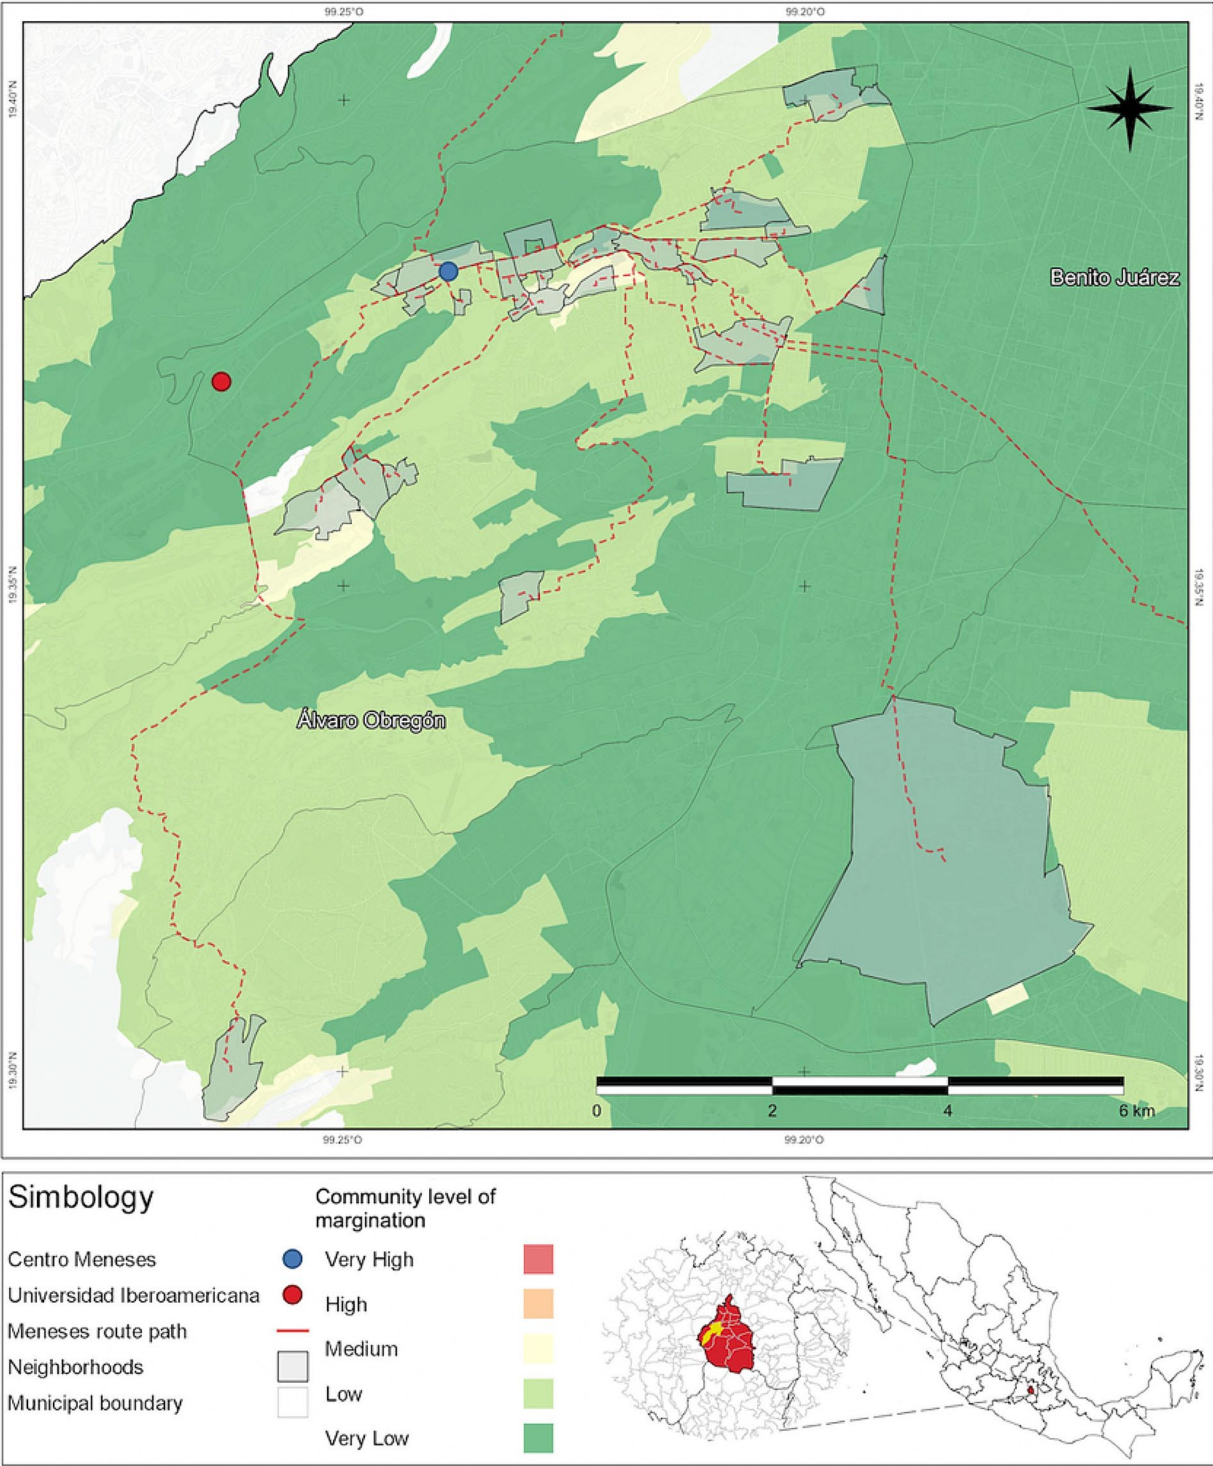 99.25°O
99.20°O
19.40°N
19.40°N
Benito Juárez
19.35°N
19.35°N
Álvaro Obregón
19.30°N
19.30°N
0
2
4
6 km
99.25°O
99.20°O
Simbology
Centro Meneses
Universidad Iberoamericana
Meneses route path
Neighborhoods
Municipal boundary
Community level of
margination
Very High
High
Medium
Low
Very Low